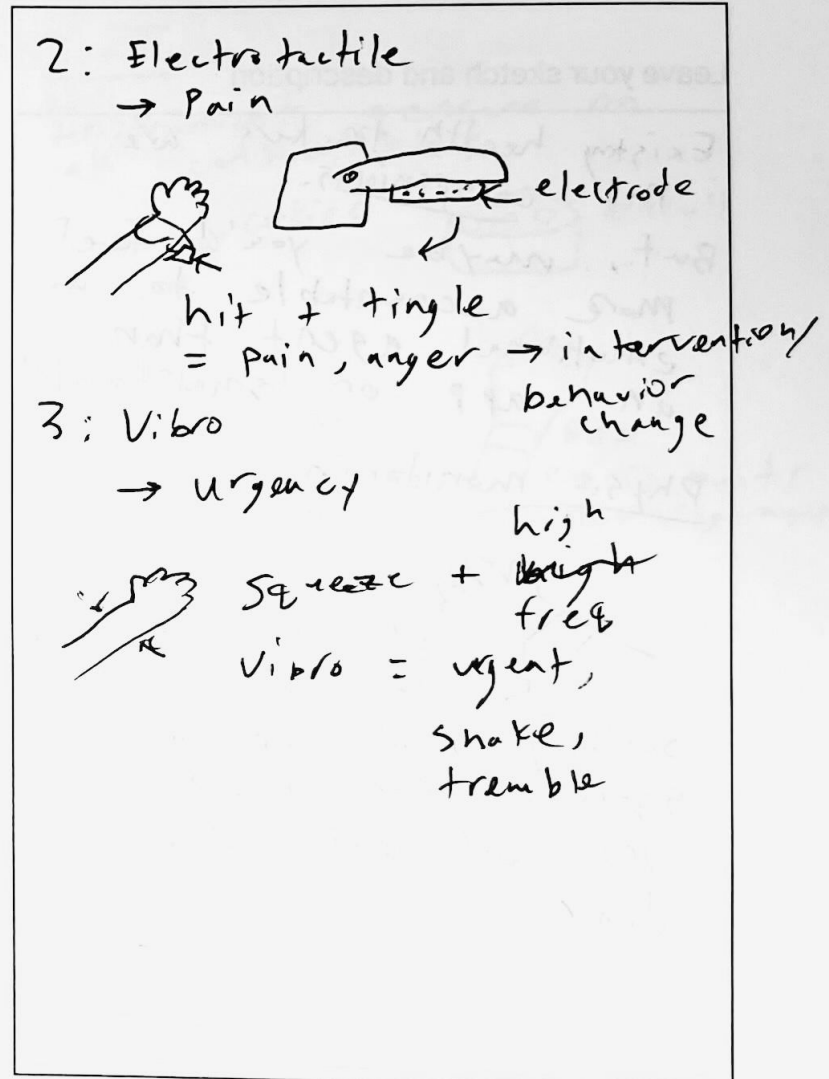 2: Electrotactile
→ Pain
electrode
hit + tingle
= pain, anger → intervention/
behavior
change
3: Vibro
→ urgency
high
Squeeze +
freq
Vibro = urgent,
shake,
tremble